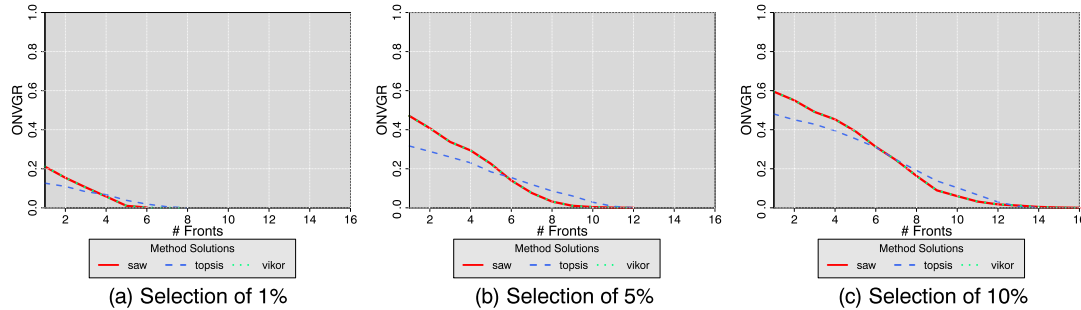 ONVGR
0.0 0.2 0.4 0.6 0.8 1.0
2 4 6 8 10 12 14 16
# Fronts
Method Solutions
saw topsis vikor
(a) Selection of 1%
ONVGR
0.0 0.2 0.4 0.6 0.8 1.0
2 4 6 8 10 12 14 16
# Fronts
Method Solutions
saw topsis vikor
(b) Selection of 5%
ONVGR
0.0 0.2 0.4 0.6 0.8 1.0
2 4 6 8 10 12 14 16
# Fronts
Method Solutions
saw topsis vikor
(c) Selection of 10%